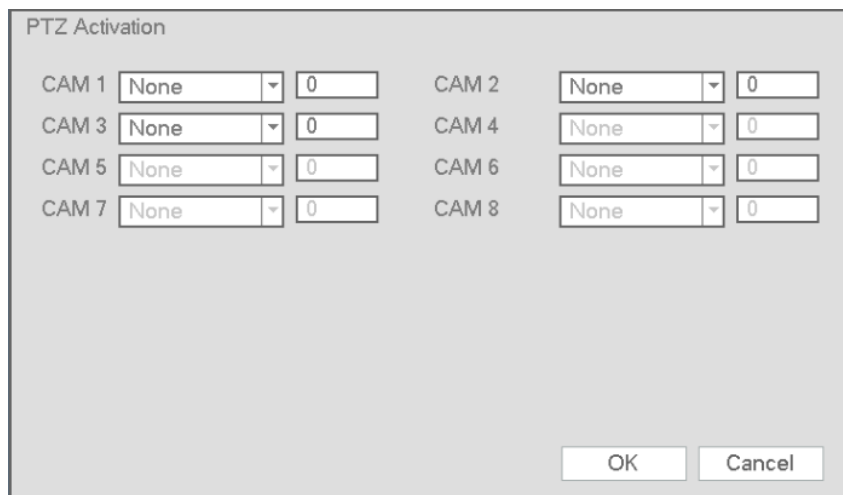 PTZ Activation
CAM 1 None 0 CAM 2 None 0
CAM 3 None 0 CAM 4 None 0
CAM 5 None 0 CAM 6 None 0
CAM 7 None 0 CAM 8 None 0
OK Cancel